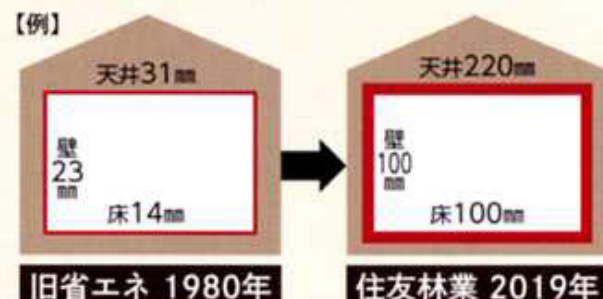 【例】
天井31㎜
壁
23
㎜
床14㎜
旧省エネ 1980年
天井220㎜
壁
100
㎜
床100㎜
住友林業 2019年